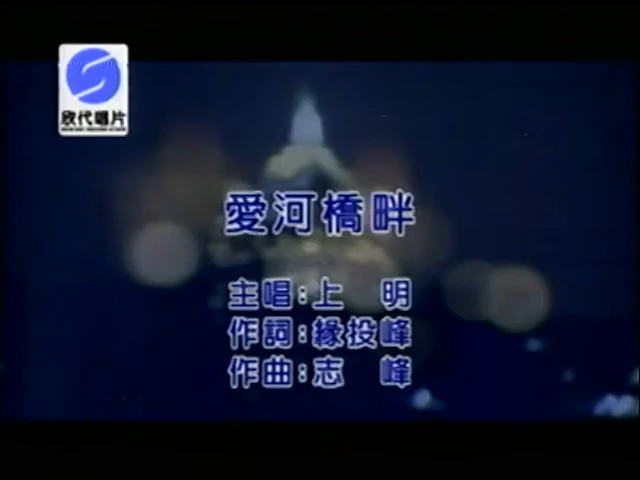 欣代唱片
愛河橋畔
主唱:上 明
作詞:緣投峰
作曲:志 峰